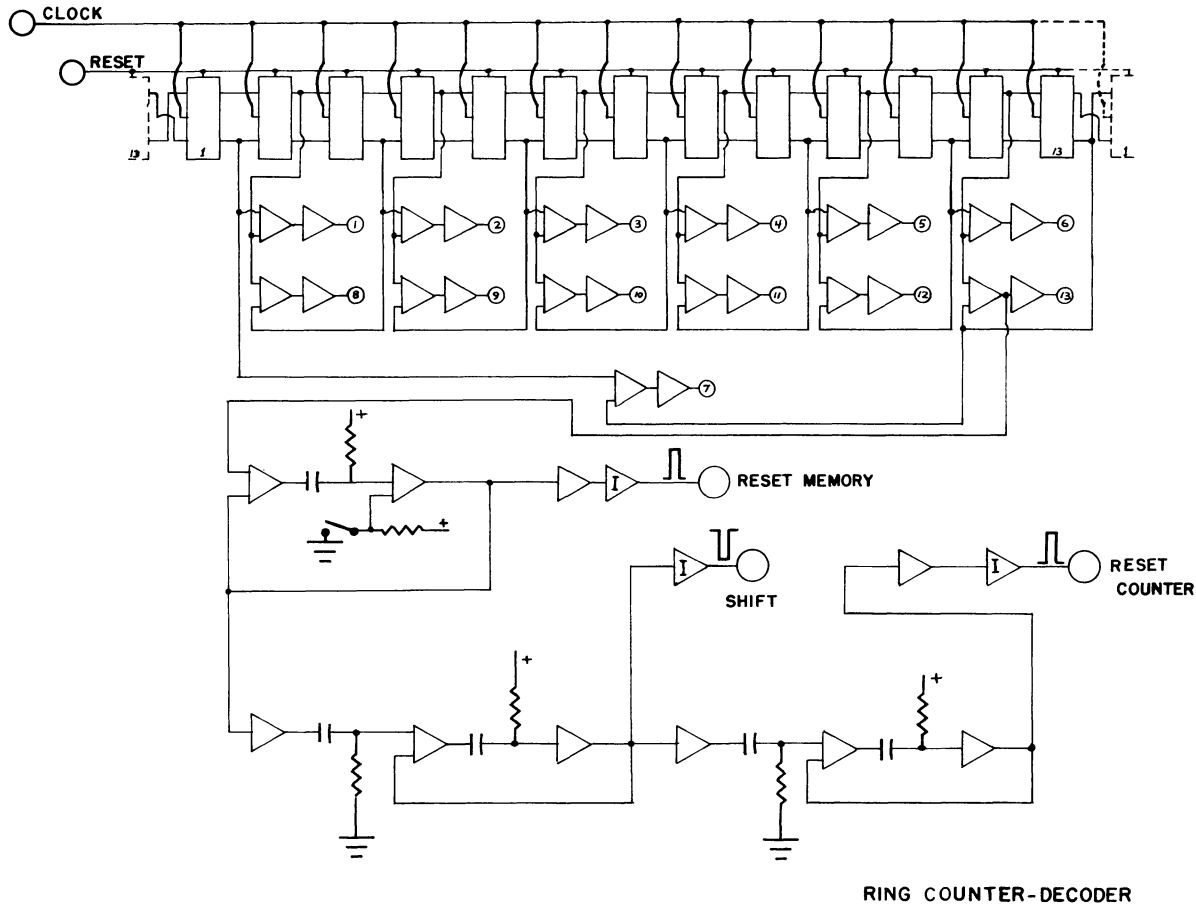 CLOCK
RESET
13 1 13 1 1
1 2 3 4 5 6
8 9 10 11 12 13
7
+
I RESET MEMORY
+
I
SHIFT
I RESET
COUNTER
+
+
RING COUNTER-DECODER